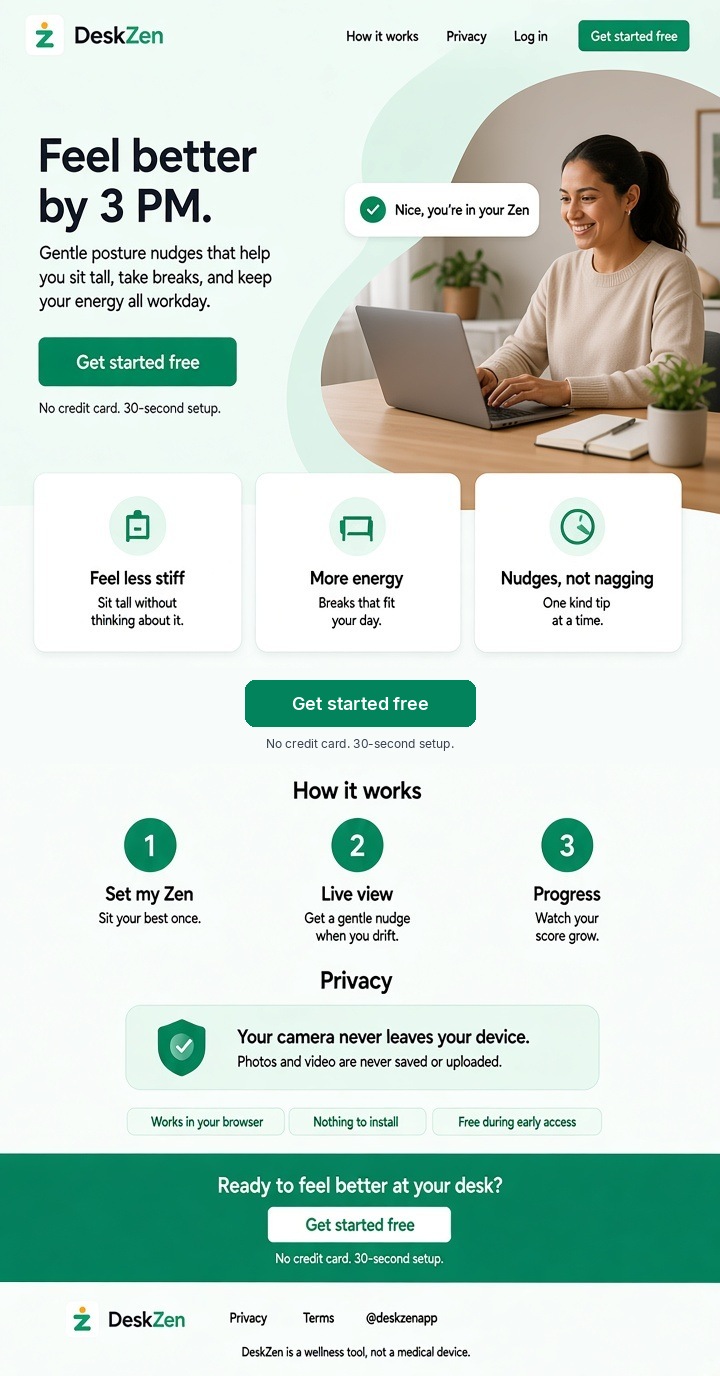 DeskZen
How it works
Privacy
Log in
Get started free
Feel better
by 3 PM.
Gentle posture nudges that help
you sit tall, take breaks, and keep
your energy all workday.
Get started free
No credit card. 30-second setup.
Nice, you're in your Zen
Feel less stiff
Sit tall without
thinking about it.
More energy
Breaks that fit
your day.
Nudges, not nagging
One kind tip
at a time.
Get started free
No credit card. 30-second setup.
How it works
1
Set my Zen
Sit your best once.
2
Live view
Get a gentle nudge
when you drift.
3
Progress
Watch your
score grow.
Privacy
Your camera never leaves your device.
Photos and video are never saved or uploaded.
Works in your browser
Nothing to install
Free during early access
Ready to feel better at your desk?
Get started free
No credit card. 30-second setup.
DeskZen
Privacy
Terms
@deskzenapp
DeskZen is a wellness tool, not a medical device.